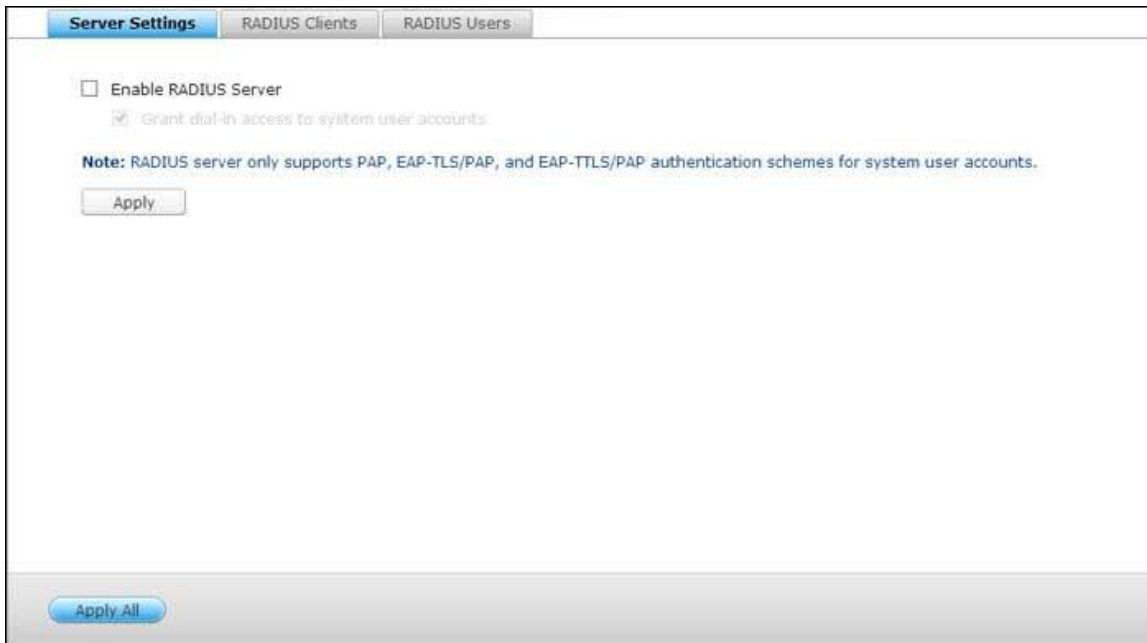 Server Settings RADIUS Clients RADIUS Users
Enable RADIUS Server
Grant dial-in access to system user accounts
Note: RADIUS server only supports PAP, EAP-TLS/PAP, and EAP-TTLS/PAP authentication schemes for system user accounts.
Apply
Apply All